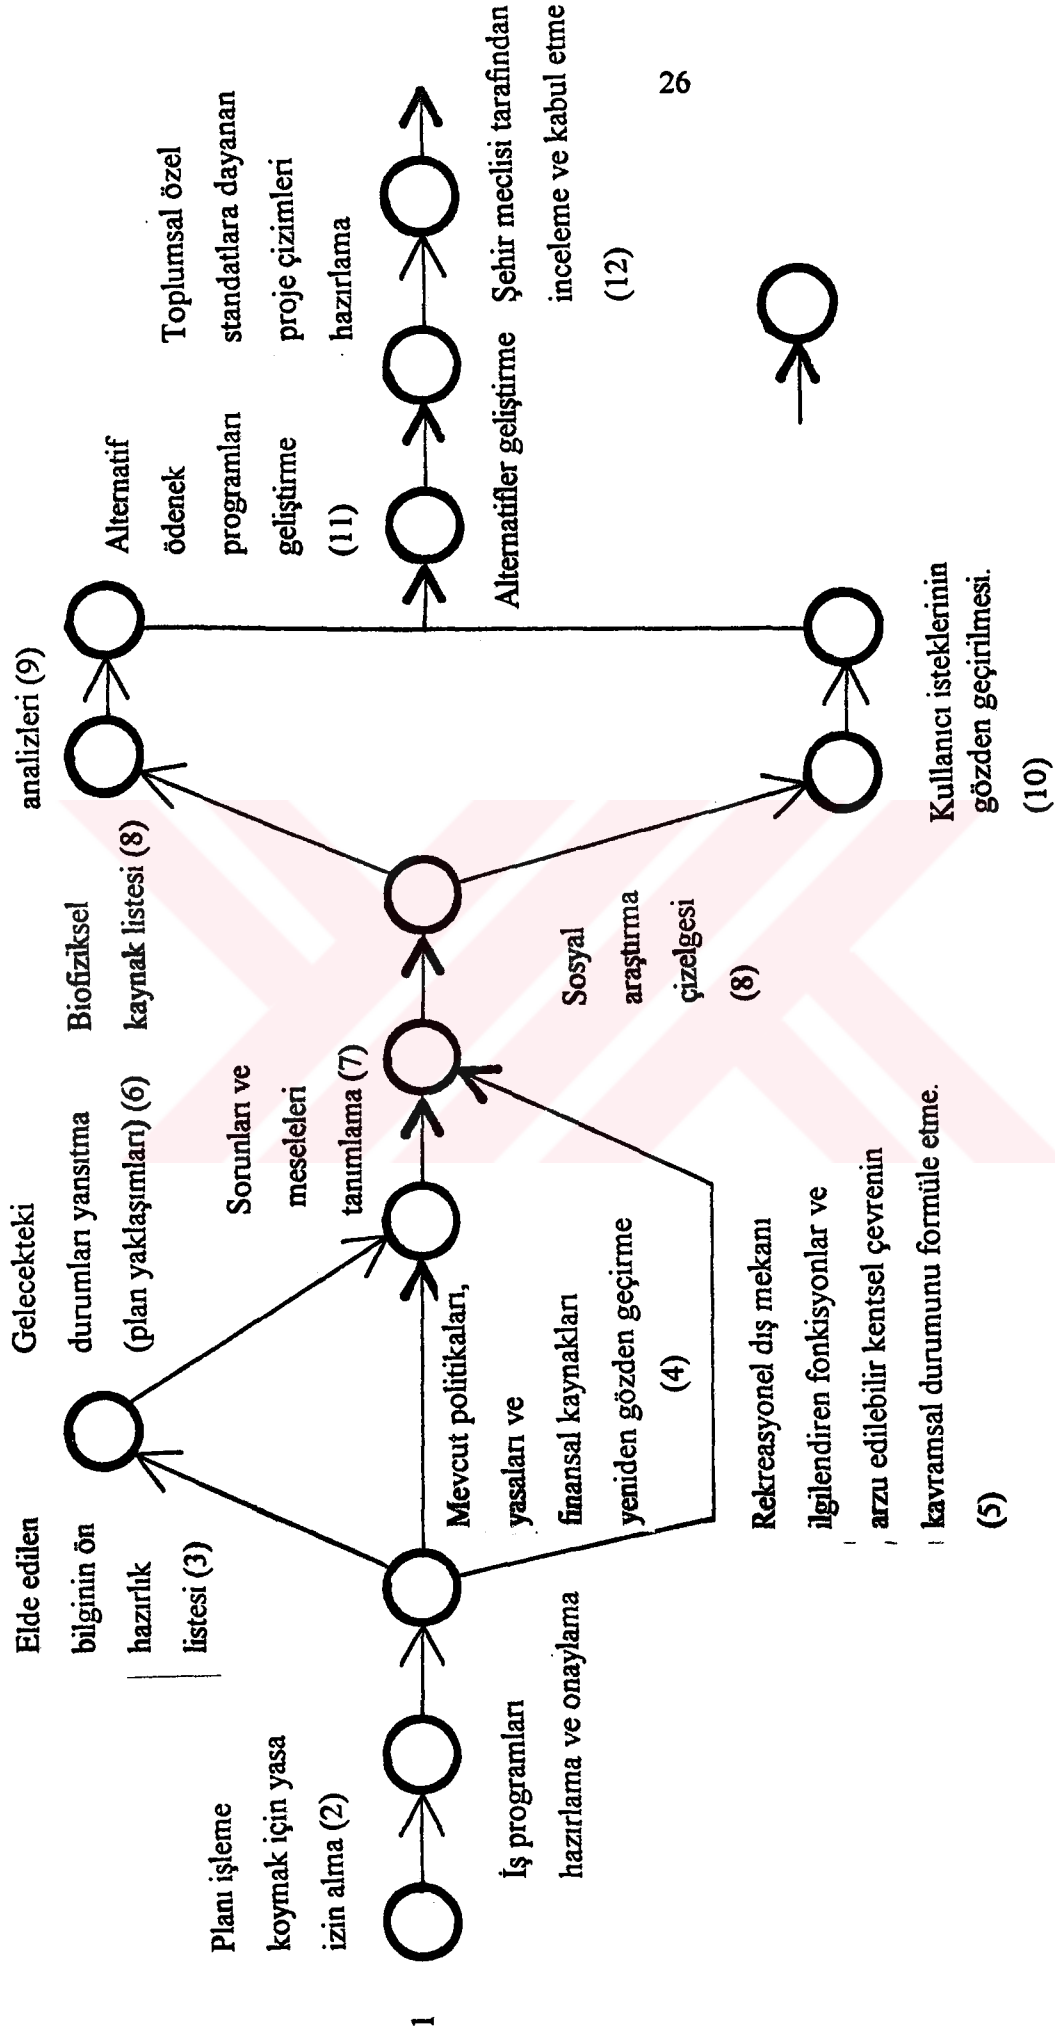 26
1
Planı işleme
koymak için yasa
izin alma (2)
İş programları
hazırlama ve onaylama
Elde edilen
bilginin ön
hazırlık
listesi (3)
Mevcut politikaları,
yasaları ve
finansal kaynakları
yeniden gözden geçirme
(4)
Rekreasyonel dış mekanı
ilgilendiren fonkisyonlar ve
arzu edilebilir kentsel çevrenin
kavramsal durumunu formüle etme.
(5)
Gelecekteki
durumları yansıtma
(plan yaklaşımları) (6)
Sorunları ve
meseleleri
tanımlama (7)
Biofiziksel
kaynak listesi (8)
Sosyal
araştırma
çizelgesi
(8)
analizleri (9)
Kullanıcı isteklerinin
gözden geçirilmesi.
(10)
Alternatif
ödenek
programları
geliştirme
(11)
Alternatifler geliştirme
Toplumsal özel
standatlara dayanan
proje çizimleri
hazırlama
Şehir meclisi tarafından
inceleme ve kabul etme
(12)